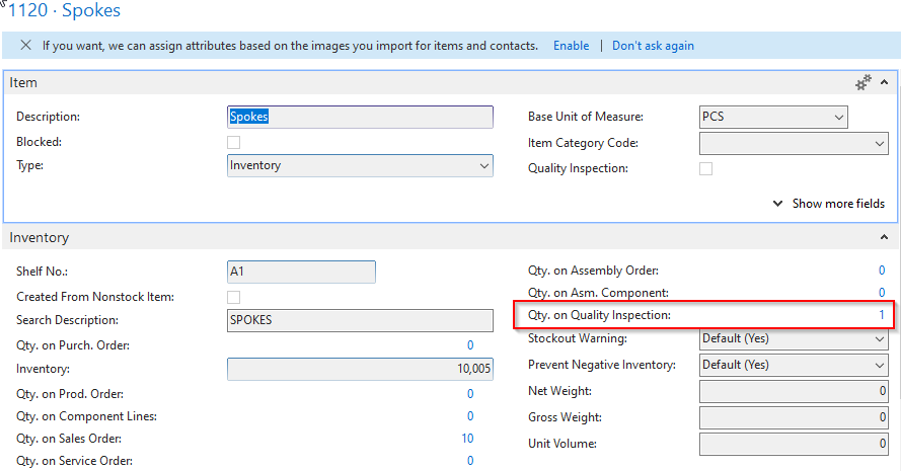 1120 · Spokes
If you want, we can assign attributes based on the images you import for items and contacts. Enable | Don't ask again
Item
Description: Spokes Base Unit of Measure: PCS
Blocked: Item Category Code:
Type: Inventory Quality Inspection:
Show more fields
Inventory
Shelf No.: A1 Qty. on Assembly Order: 0
Created From Nonstock Item: Qty. on Asm. Component: 0
Search Description: SPOKES Qty. on Quality Inspection: 1
Qty. on Purch. Order: 0 Stockout Warning: Default (Yes)
Inventory: 10,005 Prevent Negative Inventory: Default (Yes)
Qty. on Prod. Order: 0 Net Weight: 0
Qty. on Component Lines: 0 Gross Weight: 0
Qty. on Sales Order: 10 Unit Volume: 0
Qty. on Service Order: 0